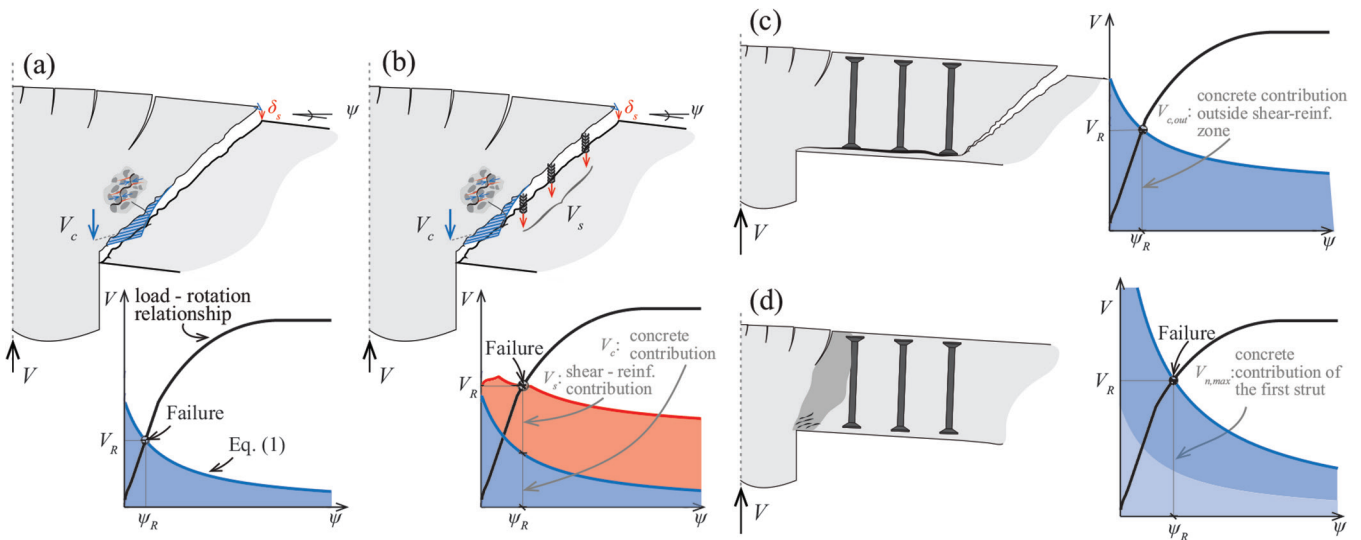 (a)
δs
Vc
V
V
load - rotation
relationship
Failure
VR
Eq. (1)
ψR
ψ
(b)
δs
ψ
Vc
Vs
V
V
Failure
Vc: concrete
contribution
Vs: shear - reinf.
contribution
VR
ψR
ψ
(c)
V
V
Vc,out: concrete contribution
outside shear-reinf.
zone
VR
ψR
ψ
(d)
V
V
Failure
concrete
Vn,max :contribution of
the first strut
VR
ψR
ψ
ψ